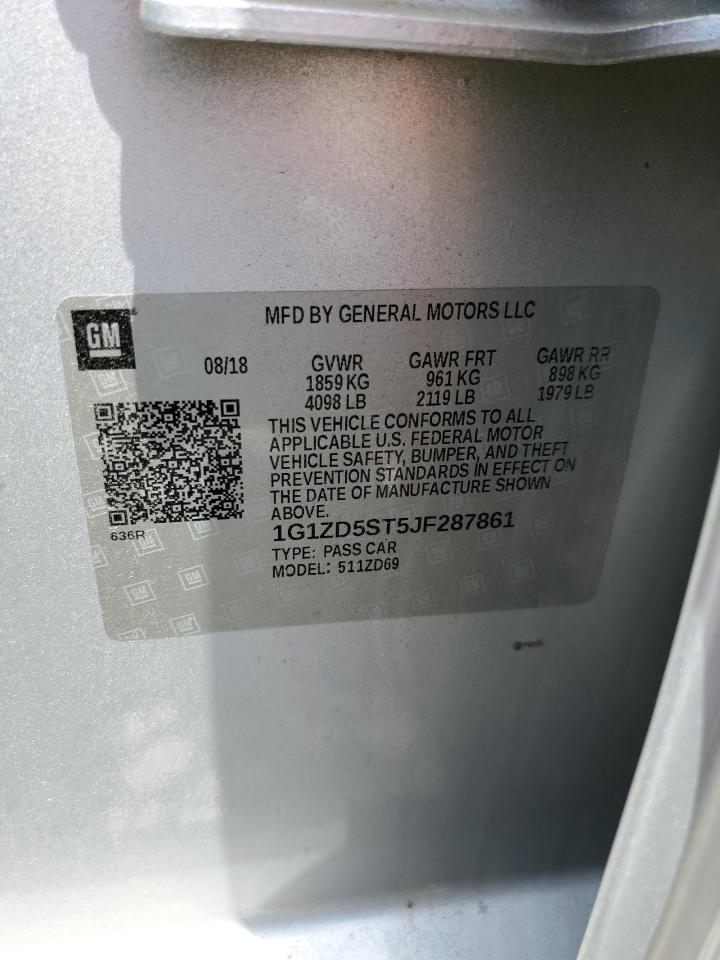 GM
MFD BY GENERAL MOTORS LLC
08/18 GVWR GAWR FRT GAWR RR
1859 KG 961 KG 898 KG
4098 LB 2119 LB 1979 LB
THIS VEHICLE CONFORMS TO ALL
APPLICABLE U.S. FEDERAL MOTOR
VEHICLE SAFETY, BUMPER, AND THEFT
PREVENTION STANDARDS IN EFFECT ON
THE DATE OF MANUFACTURE SHOWN
ABOVE.
636R
1G1ZD5ST5JF287861
TYPE: PASS CAR
MODEL: 511ZD69